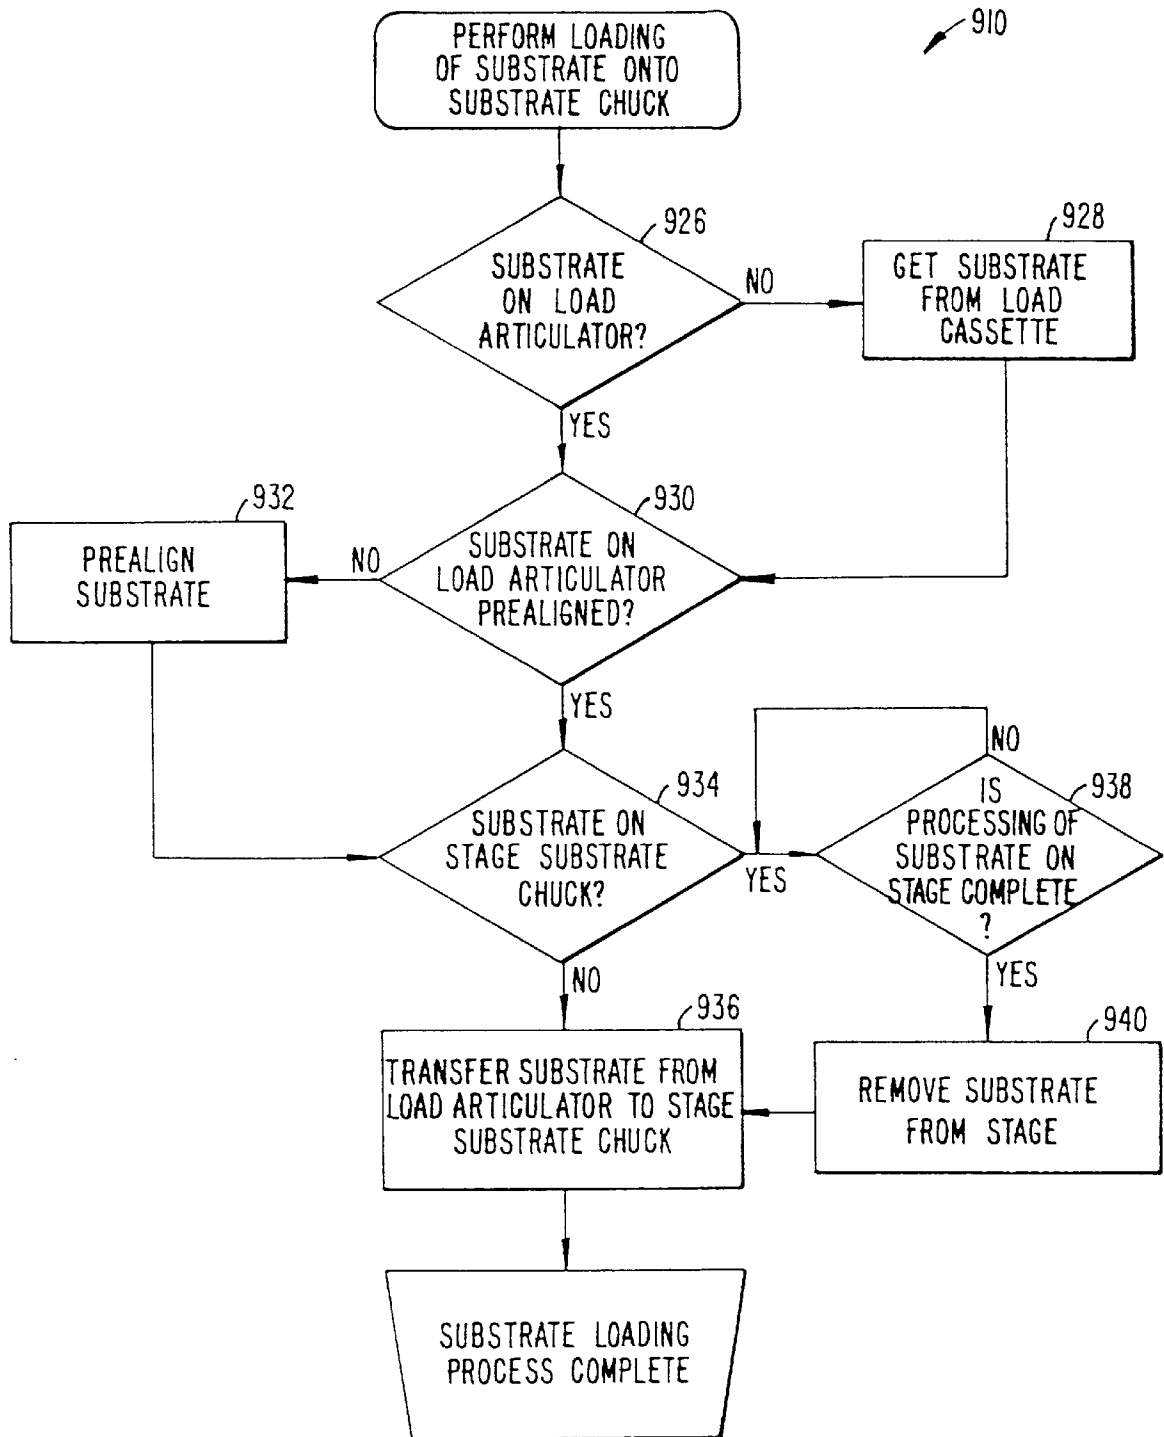 910
PERFORM LOADING
OF SUBSTRATE ONTO
SUBSTRATE CHUCK
926
SUBSTRATE
ON LOAD
ARTICULATOR?
NO
928
GET SUBSTRATE
FROM LOAD
CASSETTE
YES
932
PREALIGN
SUBSTRATE
NO
930
SUBSTRATE ON
LOAD ARTICULATOR
PREALIGNED?
YES
934
SUBSTRATE ON
STAGE SUBSTRATE
CHUCK?
YES
NO
938
IS
PROCESSING OF
SUBSTRATE ON
STAGE COMPLETE
?
NO
YES
936
TRANSFER SUBSTRATE FROM
LOAD ARTICULATOR TO STAGE
SUBSTRATE CHUCK
940
REMOVE SUBSTRATE
FROM STAGE
SUBSTRATE LOADING
PROCESS COMPLETE